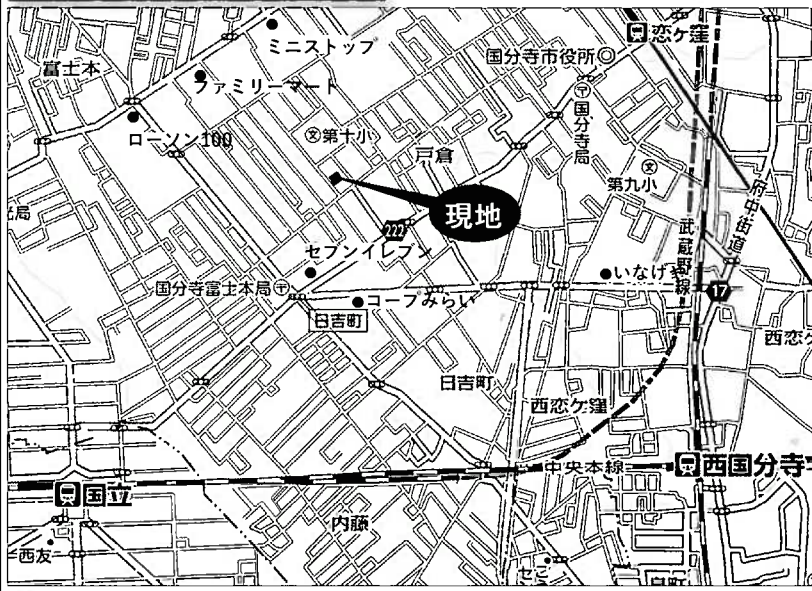 ミニストップ
恋ヶ窪
国分寺市役所
富士本
ファミリーマート
国分寺局
ローソン100
第十小
戸倉
第九小
府中街道
現地
222
武蔵野線
セブンイレブン
いなげや
国分寺富士本局
コープみらい
17
日吉町
日吉町
西恋ケ窪
中央本線
西国分寺
国立
内藤
西友